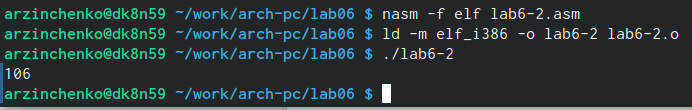 arzinchenko@dk8n59 ~/work/arch-pc/lab06 $ nasm -f elf lab6-2.asm
arzinchenko@dk8n59 ~/work/arch-pc/lab06 $ ld -m elf_i386 -o lab6-2 lab6-2.o
arzinchenko@dk8n59 ~/work/arch-pc/lab06 $ ./lab6-2
106
arzinchenko@dk8n59 ~/work/arch-pc/lab06 $